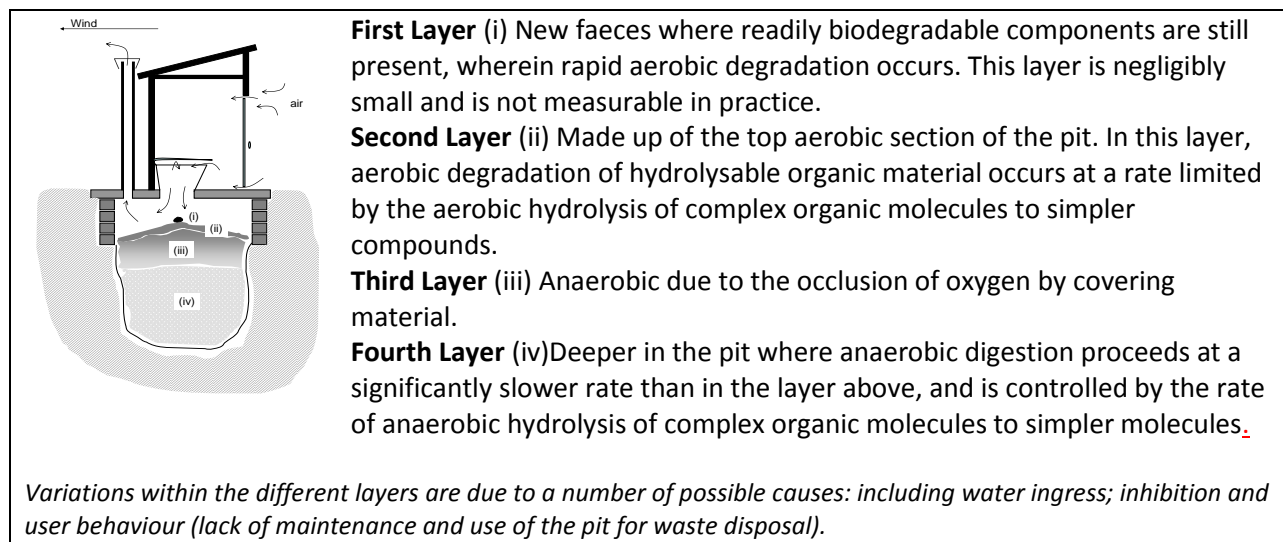 Wind
air
(i)
(ii)
(iii)
(iv)
First Layer (i) New faeces where readily biodegradable components are still
present, wherein rapid aerobic degradation occurs. This layer is negligibly
small and is not measurable in practice.
Second Layer (ii) Made up of the top aerobic section of the pit. In this layer,
aerobic degradation of hydrolysable organic material occurs at a rate limited
by the aerobic hydrolysis of complex organic molecules to simpler
compounds.
Third Layer (iii) Anaerobic due to the occlusion of oxygen by covering
material.
Fourth Layer (iv)Deeper in the pit where anaerobic digestion proceeds at a
significantly slower rate than in the layer above, and is controlled by the rate
of anaerobic hydrolysis of complex organic molecules to simpler molecules.
Variations within the different layers are due to a number of possible causes: including water ingress; inhibition and
user behaviour (lack of maintenance and use of the pit for waste disposal).